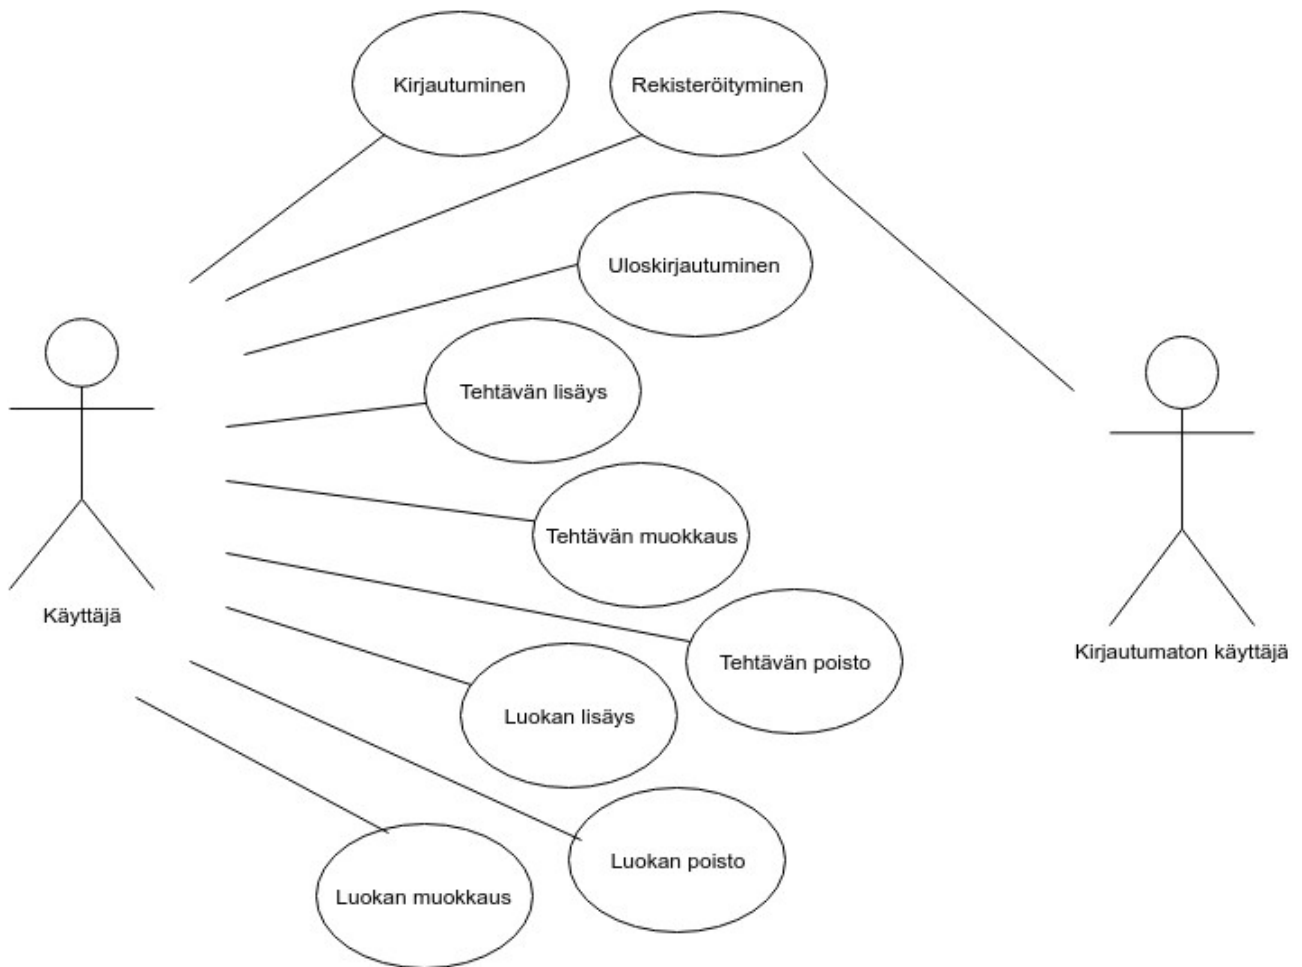 Kirjautuminen
Rekisteröityminen
Uloskirjautuminen
Tehtävän lisäys
Tehtävän muokkaus
Käyttäjä
Tehtävän poisto
Kirjautumaton käyttäjä
Luokan lisäys
Luokan poisto
Luokan muokkaus